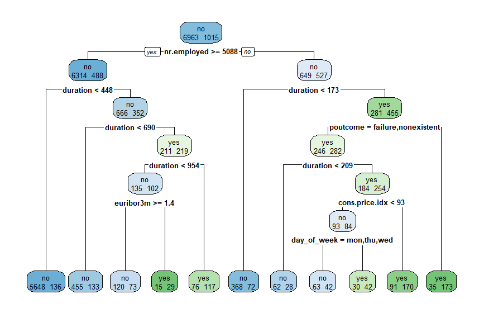 no
6963 1015
yes nr.employed >= 5088 no
no
6314 488
no
649 527
duration < 448
duration < 173
no
666 352
yes
281 455
duration < 690
poutcome = failure,nonexistent
yes
211 219
yes
246 282
duration < 954
duration < 209
no
135 102
yes
184 254
euribor3m >= 1.4
cons.price.idx < 93
no
93 84
day_of_week = mon,thu,wed
no
5648 136
no
455 133
no
120 73
yes
15 29
yes
76 117
no
368 72
no
62 28
no
63 42
yes
30 42
yes
91 170
yes
35 173